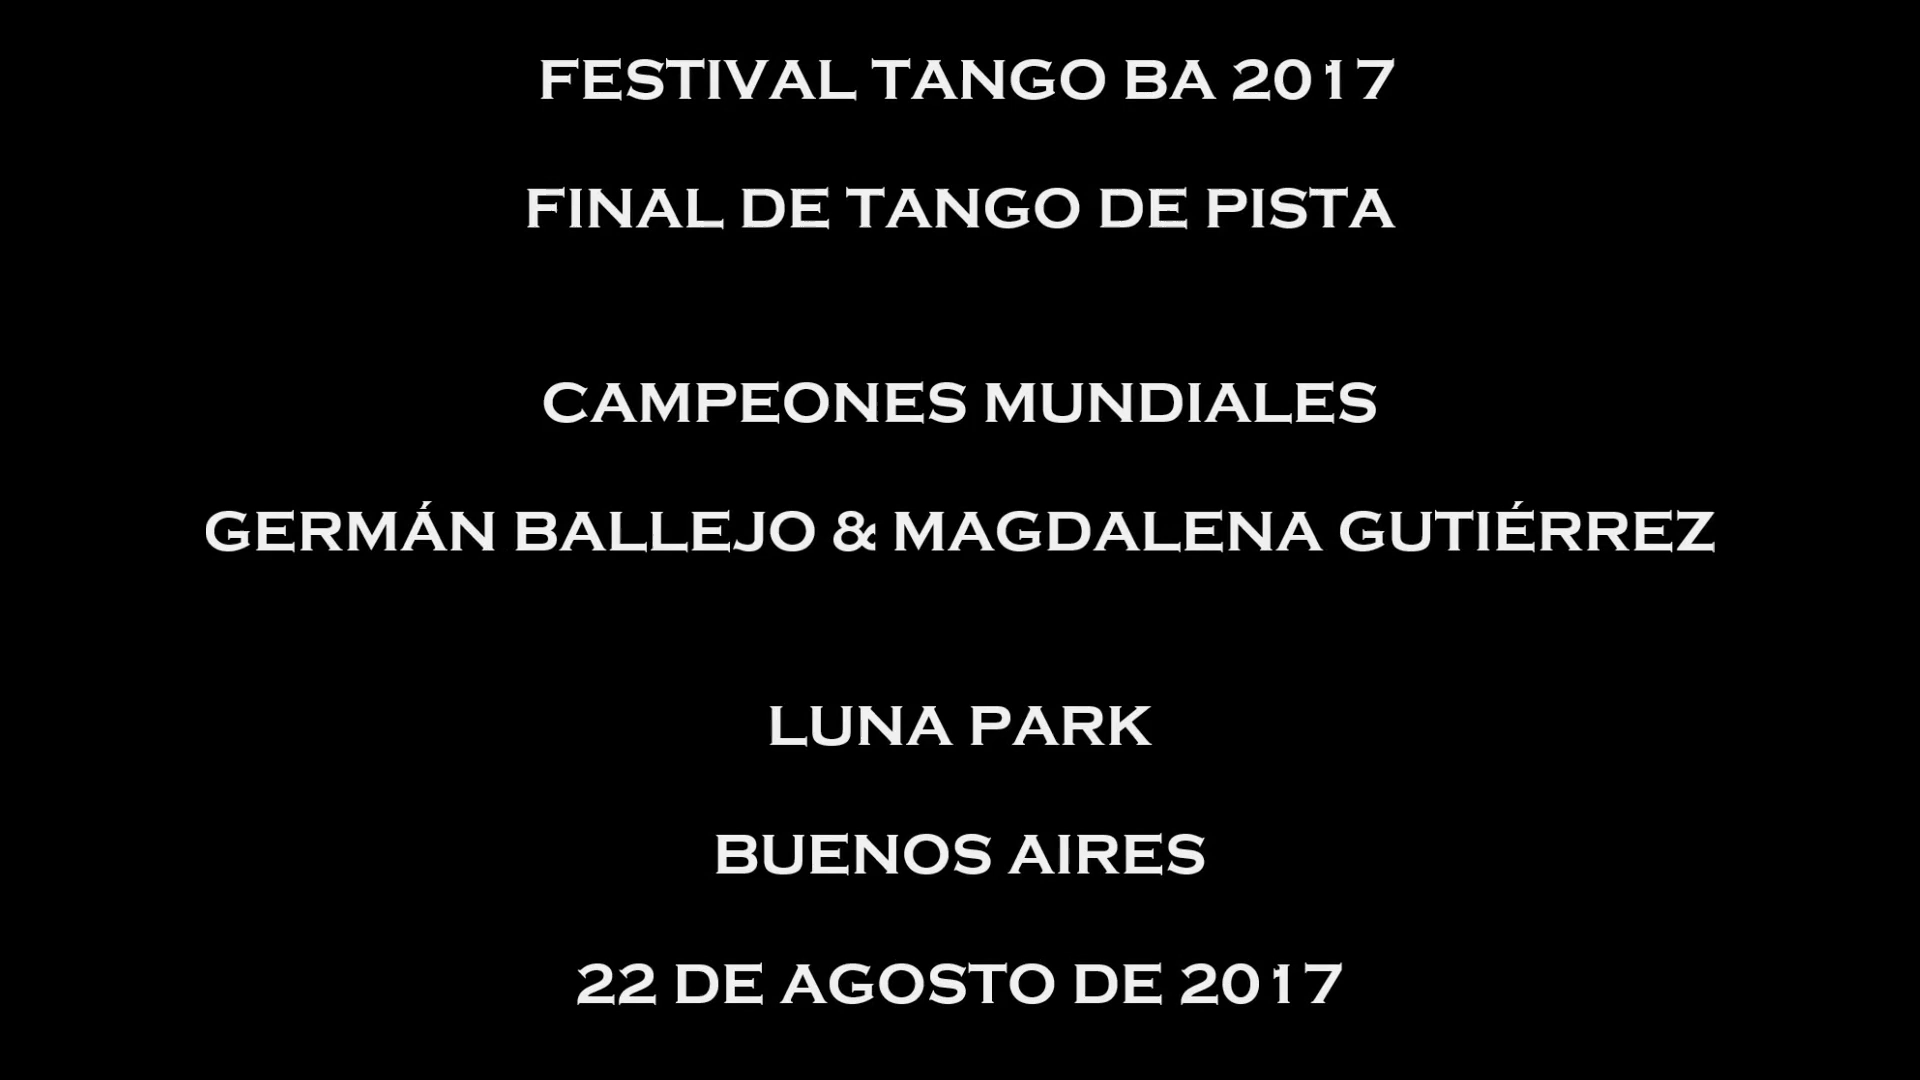 FESTIVAL TANGO BA 2017
FINAL DE TANGO DE PISTA
CAMPEONES MUNDIALES
GERMÁN BALLEJO & MAGDALENA GUTIÉRREZ
LUNA PARK
BUENOS AIRES
22 DE AGOSTO DE 2017